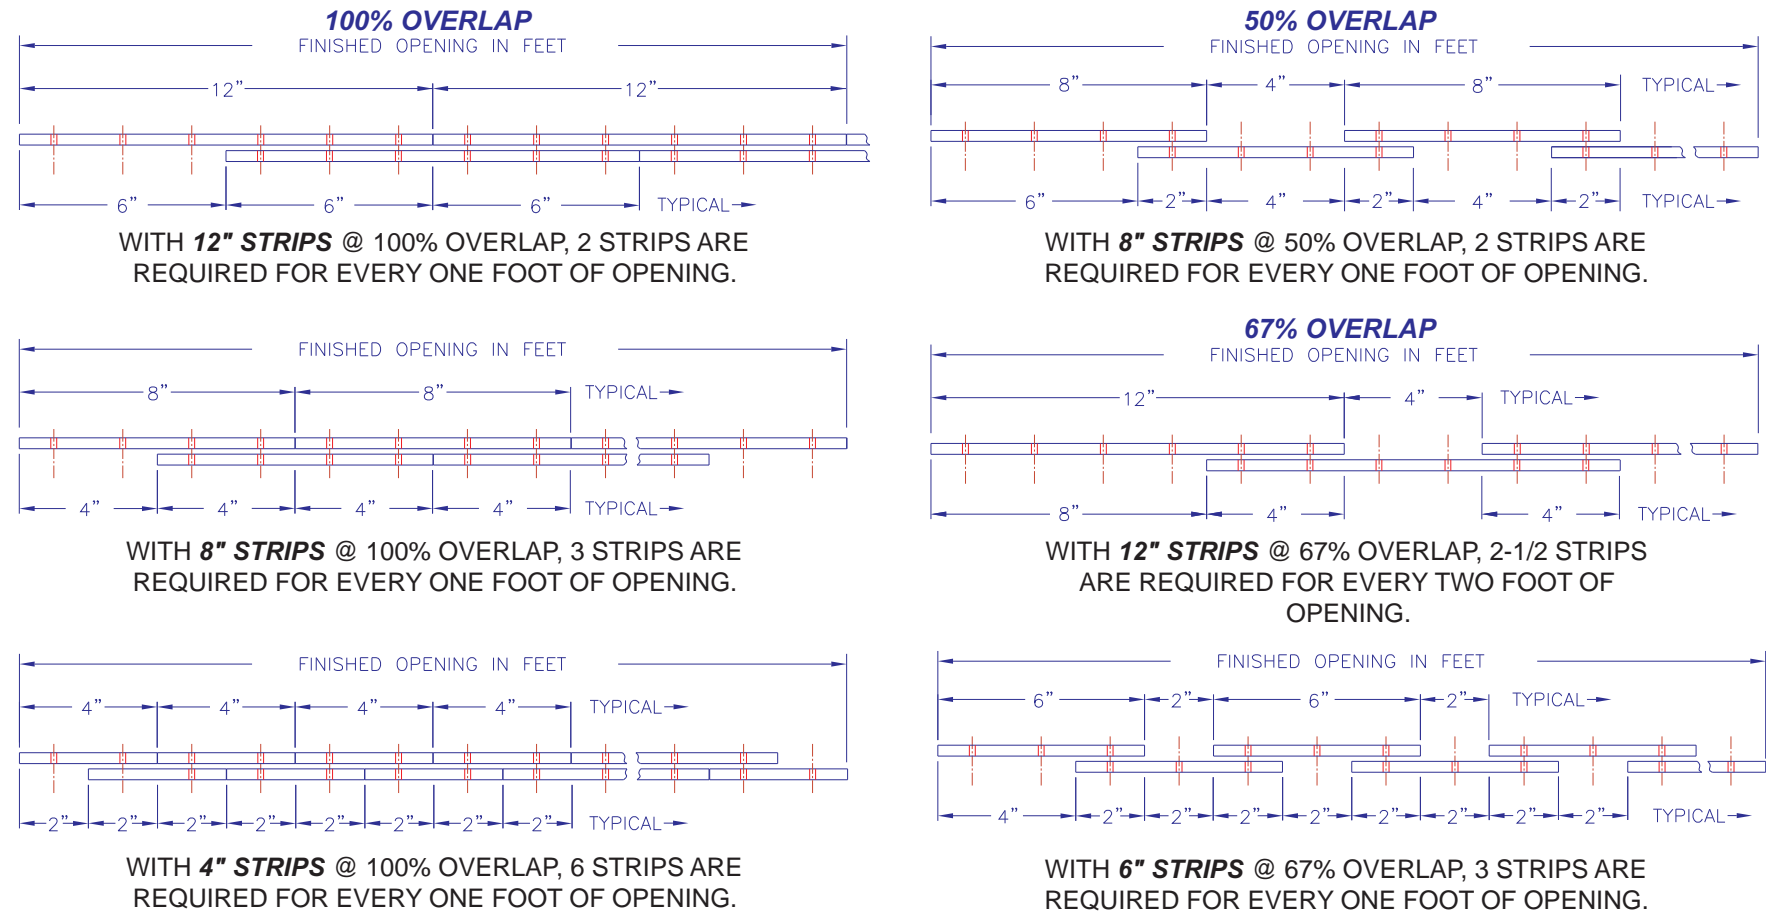 100% OVERLAP
FINISHED OPENING IN FEET
12” 12”
6” 6” 6” TYPICAL
WITH 12" STRIPS @ 100% OVERLAP, 2 STRIPS ARE
REQUIRED FOR EVERY ONE FOOT OF OPENING.
FINISHED OPENING IN FEET
8” 8” TYPICAL
4” 4” 4” 4” TYPICAL
WITH 8" STRIPS @ 100% OVERLAP, 3 STRIPS ARE
REQUIRED FOR EVERY ONE FOOT OF OPENING.
FINISHED OPENING IN FEET
4” 4” 4” 4” TYPICAL
2” 2” 2” 2” 2” 2” 2” 2” TYPICAL
WITH 4" STRIPS @ 100% OVERLAP, 6 STRIPS ARE
REQUIRED FOR EVERY ONE FOOT OF OPENING.
50% OVERLAP
FINISHED OPENING IN FEET
8” 4” 8” TYPICAL
6” 2” 4” 2” 4” 2” TYPICAL
WITH 8" STRIPS @ 50% OVERLAP, 2 STRIPS ARE
REQUIRED FOR EVERY ONE FOOT OF OPENING.
67% OVERLAP
FINISHED OPENING IN FEET
12” 4” TYPICAL
8” 4” 4” TYPICAL
WITH 12" STRIPS @ 67% OVERLAP, 2-1/2 STRIPS
ARE REQUIRED FOR EVERY TWO FOOT OF
OPENING.
FINISHED OPENING IN FEET
6” 2” 6” 2” TYPICAL
4” 2” 2” 2” 2” 2” 2” 2” 2” TYPICAL
WITH 6" STRIPS @ 67% OVERLAP, 3 STRIPS ARE
REQUIRED FOR EVERY ONE FOOT OF OPENING.